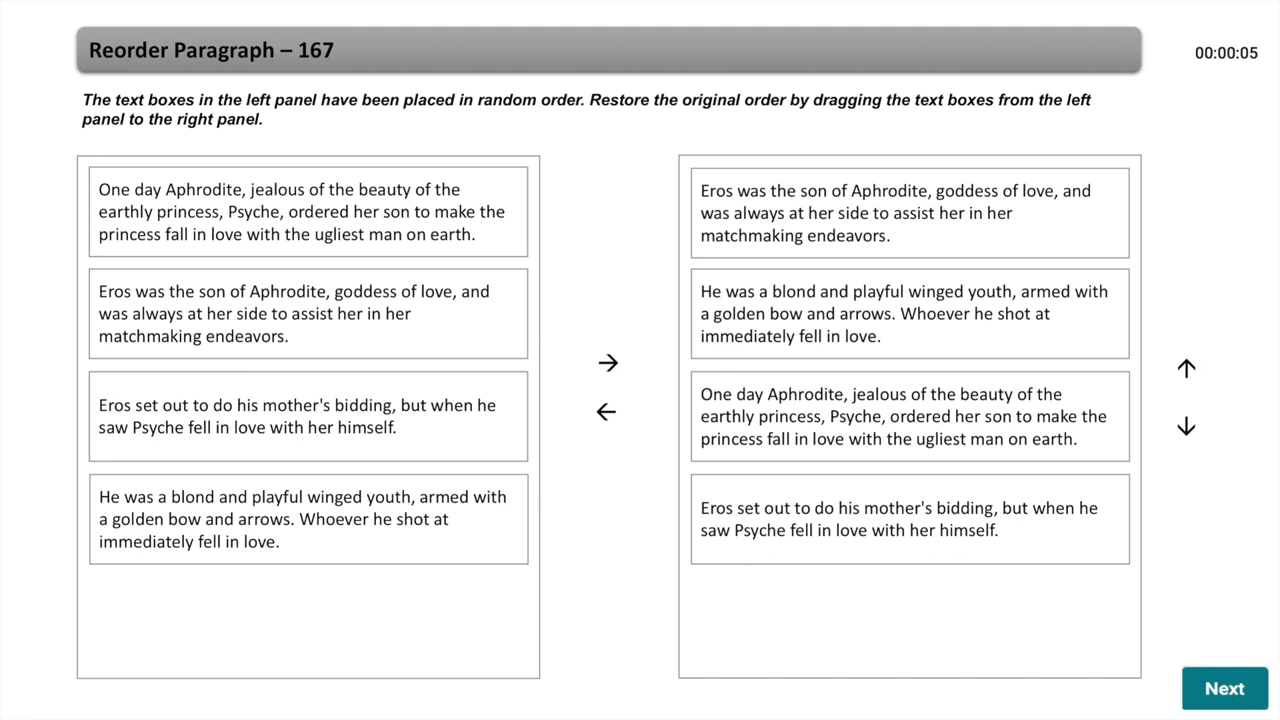 Reorder Paragraph – 167
00:00:05
The text boxes in the left panel have been placed in random order. Restore the original order by dragging the text boxes from the left
panel to the right panel.
One day Aphrodite, jealous of the beauty of the
earthly princess, Psyche, ordered her son to make the
princess fall in love with the ugliest man on earth.
Eros was the son of Aphrodite, goddess of love, and
was always at her side to assist her in her
matchmaking endeavors.
Eros set out to do his mother's bidding, but when he
saw Psyche fell in love with her himself.
He was a blond and playful winged youth, armed with
a golden bow and arrows. Whoever he shot at
immediately fell in love.
Eros was the son of Aphrodite, goddess of love, and
was always at her side to assist her in her
matchmaking endeavors.
He was a blond and playful winged youth, armed with
a golden bow and arrows. Whoever he shot at
immediately fell in love.
One day Aphrodite, jealous of the beauty of the
earthly princess, Psyche, ordered her son to make the
princess fall in love with the ugliest man on earth.
Eros set out to do his mother's bidding, but when he
saw Psyche fell in love with her himself.
Next